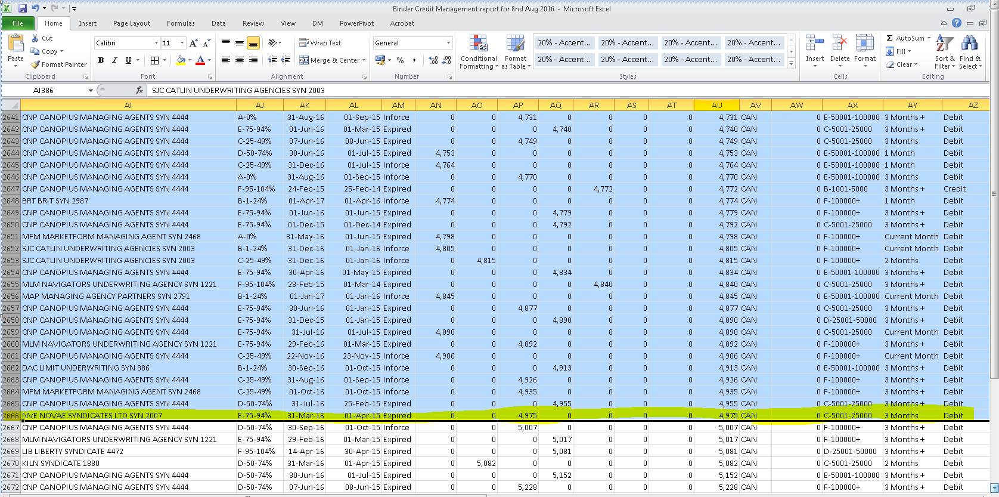 Binder Credit Management report for 8nd Aug 2016 - Microsoft Excel
File Home Insert Page Layout Formulas Data Review View DM PowerPivot Acrobat
Paste Cut Copy Format Painter Clipboard
Calibri 11 B I U A Font
Wrap Text Merge & Center Alignment
General % , Number
Conditional Formatting Format as Table 20% - Accent... 20% - Accent... 20% - Accent... 20% - Accent...
20% - Accent... 20% - Accent... 20% - Accent... 20% - Accent... Styles
Insert Delete Format Cells
AutoSum Fill Clear Sort & Filter Find & Select Editing
AI386 fx SJC CATLIN UNDERWRITING AGENCIES SYN 2003
AI AJ AK AL AM AN AO AP AQ AR AS AT AU AV AW AX AY AZ
2641 CNP CANOPIUS MANAGING AGENTS SYN 4444 A-0% 31-Aug-16 01-Sep-15 Inforce 0 0 4,731 0 0 0 0 4,731 CAN 0 E-50001-100000 3 Months + Debit
2642 CNP CANOPIUS MANAGING AGENTS SYN 4444 E-75-94% 01-Jun-16 01-Mar-15 Expired 0 0 0 4,740 0 0 0 4,740 CAN 0 C-5001-25000 3 Months + Debit
2643 CNP CANOPIUS MANAGING AGENTS SYN 4444 C-25-49% 07-Jun-16 08-Jun-15 Expired 0 0 4,749 0 0 0 0 4,749 CAN 0 C-5001-25000 3 Months Debit
2644 CNP CANOPIUS MANAGING AGENTS SYN 4444 D-50-74% 30-Jun-16 01-Jul-15 Expired 4,753 0 0 0 0 0 0 4,753 CAN 0 E-50001-100000 1 Month Debit
2645 CNP CANOPIUS MANAGING AGENTS SYN 4444 C-25-49% 31-Dec-16 01-Jul-15 Inforce 4,764 0 0 0 0 0 0 4,764 CAN 0 E-50001-100000 1 Month Debit
2646 CNP CANOPIUS MANAGING AGENTS SYN 4444 A-0% 31-Aug-16 01-Sep-15 Inforce 0 0 4,770 0 0 0 0 4,770 CAN 0 E-50001-100000 3 Months Debit
2647 CNP CANOPIUS MANAGING AGENTS SYN 4444 F-95-104% 24-Feb-15 25-Feb-14 Expired 0 0 0 0 4,772 0 0 4,772 CAN 0 B-1001-5000 3 Months + Credit
2648 BRT BRIT SYN 2987 B-1-24% 01-Apr-17 01-Apr-16 Inforce 4,774 0 0 0 0 0 0 4,774 CAN 0 F-100000+ 1 Month Debit
2649 CNP CANOPIUS MANAGING AGENTS SYN 4444 E-75-94% 01-Jun-16 01-Jun-15 Expired 0 0 0 4,779 0 0 0 4,779 CAN 0 F-100000+ 3 Months + Debit
2650 CNP CANOPIUS MANAGING AGENTS SYN 4444 E-75-94% 01-Dec-15 01-Dec-14 Expired 0 0 0 4,792 0 0 0 4,792 CAN 0 C-5001-25000 3 Months + Debit
2651 MFM MARKETFORM MANAGING AGENT SYN 2468 A-0% 31-May-16 01-Jun-15 Expired 4,798 0 0 0 0 0 0 4,798 CAN 0 F-100000+ Current Month Debit
2652 SJC CATLIN UNDERWRITING AGENCIES SYN 2003 B-1-24% 31-Dec-16 01-Jan-16 Inforce 4,805 0 0 0 0 0 0 4,805 CAN 0 F-100000+ Current Month Debit
2653 SJC CATLIN UNDERWRITING AGENCIES SYN 2003 C-25-49% 31-Dec-16 01-Jan-16 Inforce 0 4,815 0 0 0 0 0 4,815 CAN 0 F-100000+ 2 Months Debit
2654 CNP CANOPIUS MANAGING AGENTS SYN 4444 E-75-94% 30-Apr-16 01-May-15 Expired 0 0 0 4,834 0 0 0 4,834 CAN 0 E-50001-100000 3 Months + Debit
2655 MLM NAVIGATORS UNDERWRITING AGENCY SYN 1221 F-95-104% 28-Feb-15 01-Mar-14 Expired 0 0 0 0 4,840 0 0 4,840 CAN 0 C-5001-25000 3 Months + Debit
2656 MAP MANAGING AGENCY PARTNERS SYN 2791 B-1-24% 01-Jan-17 01-Jan-16 Inforce 4,845 0 0 0 0 0 0 4,845 CAN 0 E-50001-100000 Current Month Debit
2657 CNP CANOPIUS MANAGING AGENTS SYN 4444 E-75-94% 30-Jun-16 01-Jan-15 Expired 0 0 4,877 0 0 0 0 4,877 CAN 0 C-5001-25000 3 Months + Debit
2658 CNP CANOPIUS MANAGING AGENTS SYN 4444 E-75-94% 31-Dec-15 01-Jan-15 Expired 0 0 0 4,890 0 0 0 4,890 CAN 0 D-25001-50000 3 Months + Debit
2659 CNP CANOPIUS MANAGING AGENTS SYN 4444 E-75-94% 31-Jul-16 01-Jul-15 Expired 4,890 0 0 0 0 0 0 4,890 CAN 0 C-5001-25000 Current Month Debit
2660 MLM NAVIGATORS UNDERWRITING AGENCY SYN 1221 E-75-94% 29-Feb-16 01-Mar-15 Expired 0 0 4,892 0 0 0 0 4,892 CAN 0 F-100000+ 3 Months + Debit
2661 CNP CANOPIUS MANAGING AGENTS SYN 4444 C-25-49% 22-Nov-16 23-Nov-15 Inforce 4,906 0 0 0 0 0 0 4,906 CAN 0 F-100000+ Current Month Debit
2662 DAC LIMIT UNDERWRITING SYN 386 B-1-24% 30-Sep-16 01-Oct-15 Inforce 0 0 0 4,913 0 0 0 4,913 CAN 0 E-50001-100000 3 Months + Debit
2663 CNP CANOPIUS MANAGING AGENTS SYN 4444 C-25-49% 31-Aug-16 01-Sep-15 Inforce 0 0 4,926 0 0 0 0 4,926 CAN 0 F-100000+ 3 Months + Debit
2664 MFM MARKETFORM MANAGING AGENT SYN 2468 C-25-49% 01-Oct-16 01-Oct-15 Inforce 0 0 4,935 0 0 0 0 4,935 CAN 0 F-100000+ 3 Months + Debit
2665 CNP CANOPIUS MANAGING AGENTS SYN 4444 D-50-74% 31-Jul-16 25-Feb-15 Expired 0 0 0 4,955 0 0 0 4,955 CAN 0 C-5001-25000 3 Months + Debit
2666 NVE NOVAE SYNDICATES LTD SYN 2007 E-75-94% 31-Mar-16 01-Apr-15 Expired 0 0 4,975 0 0 0 0 4,975 CAN 0 C-5001-25000 3 Months Debit
2667 CNP CANOPIUS MANAGING AGENTS SYN 4444 D-50-74% 30-Sep-16 01-Oct-15 Inforce 0 0 5,007 0 0 0 0 5,007 CAN 0 F-100000+ 3 Months + Debit
2668 MLM NAVIGATORS UNDERWRITING AGENCY SYN 1221 E-75-94% 29-Feb-16 01-Mar-15 Expired 0 0 0 5,017 0 0 0 5,017 CAN 0 F-100000+ 3 Months + Debit
2669 LIB LIBERTY SYNDICATE 4472 F-95-104% 14-Apr-16 30-Apr-15 Expired 0 0 0 5,081 0 0 0 5,081 CAN 0 D-25001-50000 3 Months + Debit
2670 KILN SYNDICATE 1880 D-50-74% 31-Mar-16 01-Apr-15 Expired 0 5,082 0 0 0 0 0 5,082 CAN 0 C-5001-25000 2 Months Debit
2671 CNP CANOPIUS MANAGING AGENTS SYN 4444 D-50-74% 30-Jun-16 01-Jul-15 Expired 0 0 0 5,152 0 0 0 5,152 CAN 0 E-50001-100000 3 Months + Debit
2672 CNP CANOPIUS MANAGING AGENTS SYN 4444 D-50-74% 07-Jun-16 08-Jun-15 Expired 0 0 0 5,228 0 0 0 5,228 CAN 0 F-100000+ 3 Months + Debit